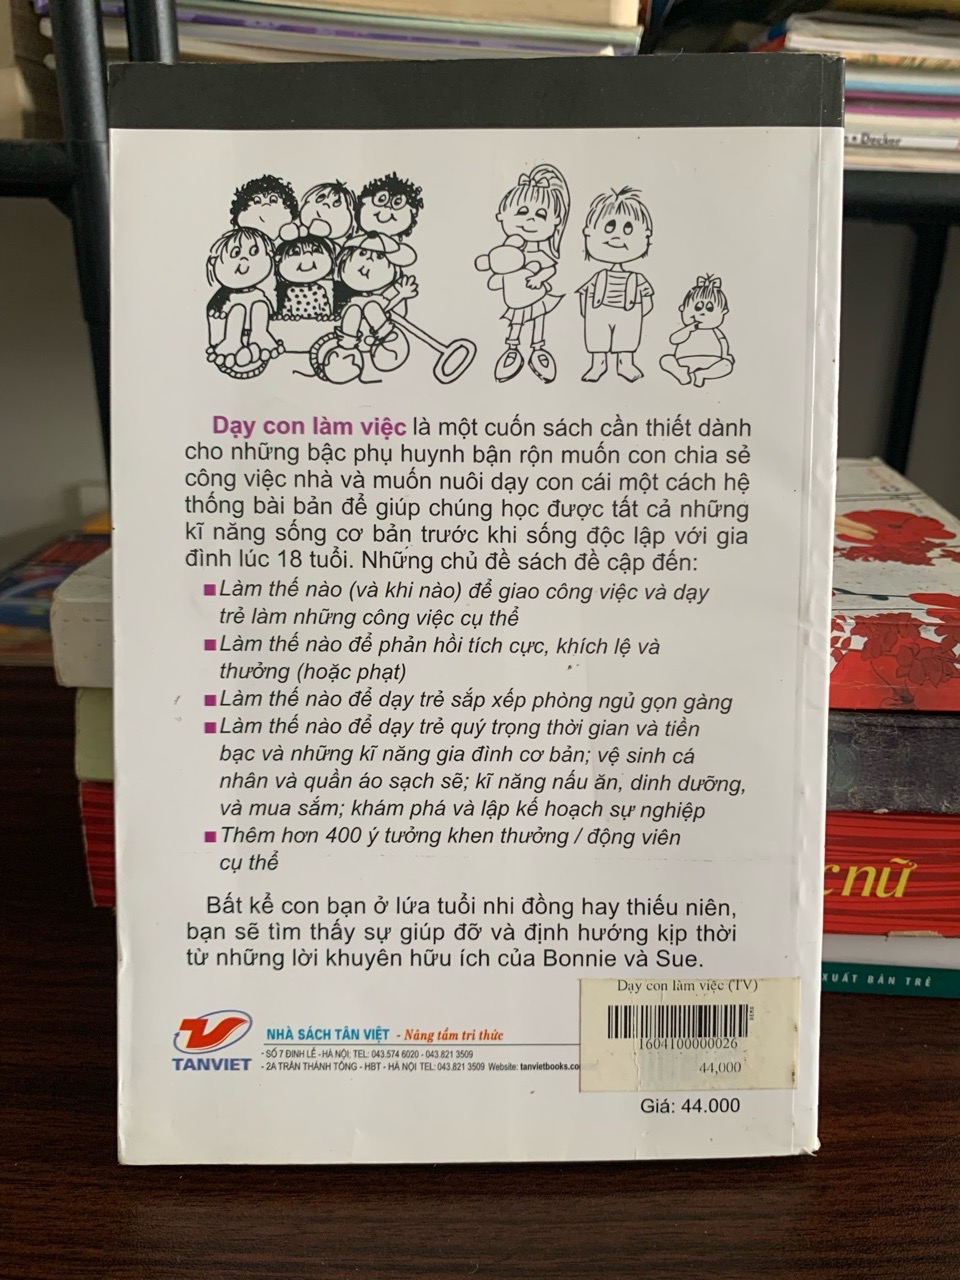 • Decker
Dạy con làm việc là một cuốn sách cần thiết dành
cho những bậc phụ huynh bận rộn muốn con chia sẻ
công việc nhà và muốn nuôi dạy con cái một cách hệ
thống bài bản để giúp chúng học được tất cả những
kĩ năng sống cơ bản trước khi sống độc lập với gia
đình lúc 18 tuổi. Những chủ đề sách đề cập đến:
■ Làm thế nào (và khi nào) để giao công việc và dạy
trẻ làm những công việc cụ thể
■ Làm thế nào để phản hồi tích cực, khích lệ và
thưởng (hoặc phạt)
■ Làm thế nào để dạy trẻ sắp xếp phòng ngủ gọn gàng
■ Làm thế nào để dạy trẻ quý trọng thời gian và tiền
bạc và những kĩ năng gia đình cơ bản; vệ sinh cá
nhân và quần áo sạch sẽ; kĩ năng nấu ăn, dinh dưỡng,
và mua sắm; khám phá và lập kế hoạch sự nghiệp
■ Thêm hơn 400 ý tưởng khen thưởng / động viên
cụ thể
Bất kể con bạn ở lứa tuổi nhi đồng hay thiếu niên,
bạn sẽ tìm thấy sự giúp đỡ và định hướng kịp thời
từ những lời khuyên hữu ích của Bonnie và Sue.
NHÀ SÁCH TÂN VIỆT - Nâng tầm tri thức
- SỐ 7 ĐINH LỄ - HÀ NỘI; TEL: 043.574 6020 - 043.821 3509
- 2A TRẦN THÁNH TÔNG - HBT - HÀ NỘI TEL: 043.821 3509 Website: tanvietbooks.co
TANVIET
Dạy con làm việc (TV)
1604100000026
44,000
Giá: 44.000
nữ
XUẤT BẢN TRẺ